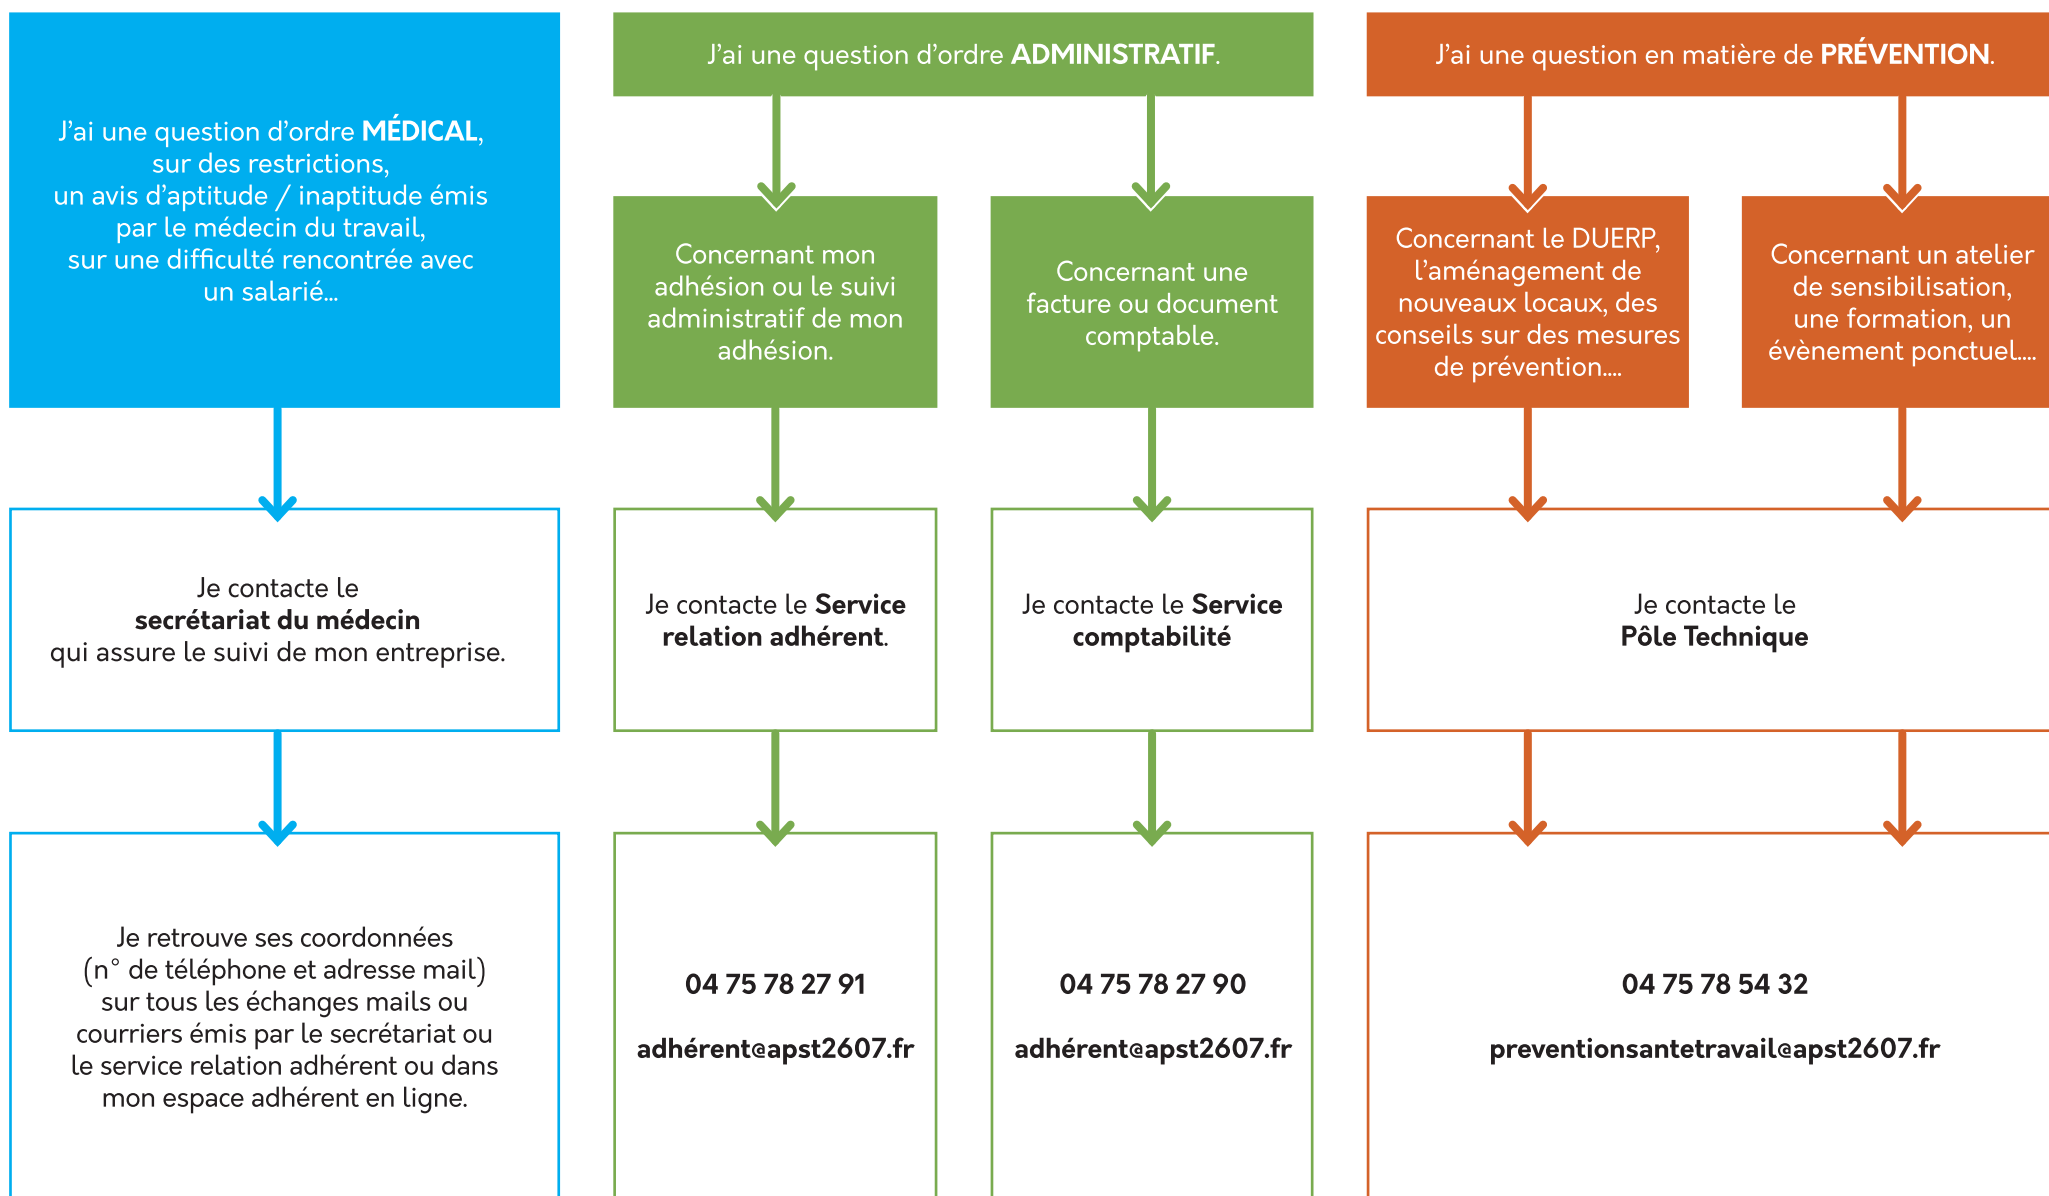 J'ai une question d'ordre MÉDICAL,
sur des restrictions,
un avis d'aptitude / inaptitude émis
par le médecin du travail,
sur une difficulté rencontrée avec
un salarié...
Je contacte le
secrétariat du médecin
qui assure le suivi de mon entreprise.
Je retrouve ses coordonnées
(n° de téléphone et adresse mail)
sur tous les échanges mails ou
courriers émis par le secrétariat ou
le service relation adhérent ou dans
mon espace adhérent en ligne.
J'ai une question d'ordre ADMINISTRATIF.
Concernant mon
adhésion ou le suivi
administratif de mon
adhésion.
Je contacte le Service
relation adhérent.
04 75 78 27 91
adhérent@apst2607.fr
Concernant une
facture ou document
comptable.
Je contacte le Service
comptabilité
04 75 78 27 90
adhérent@apst2607.fr
J'ai une question en matière de PRÉVENTION.
Concernant le DUERP,
l'aménagement de
nouveaux locaux, des
conseils sur des mesures
de prévention....
Concernant un atelier
de sensibilisation,
une formation, un
évènement ponctuel....
Je contacte le
Pôle Technique
04 75 78 54 32
preventionsantetravail@apst2607.fr